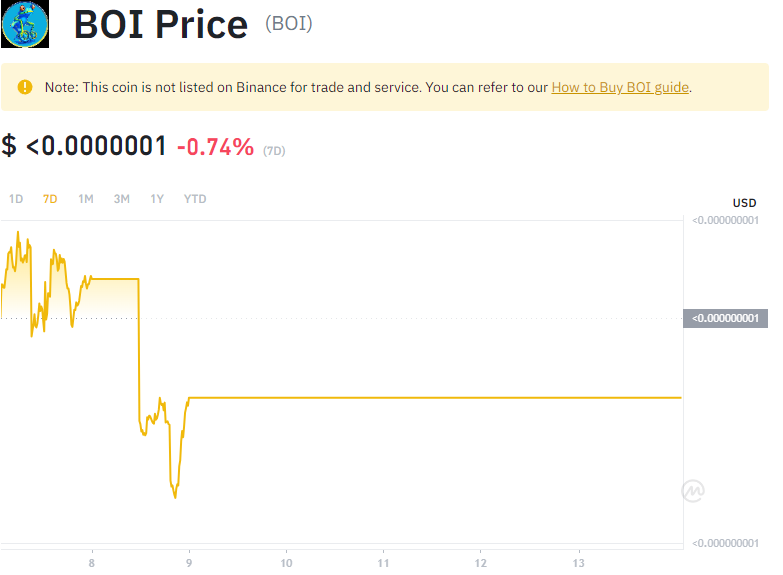 BOI Price (BOI)
Note: This coin is not listed on Binance for trade and service. You can refer to our How to Buy BOI guide.
$ <0.0000001 -0.74% (7D)
1D 7D 1M 3M 1Y YTD
USD
<0.000000001
<0.000000001
<0.000000001
8 9 10 11 12 13